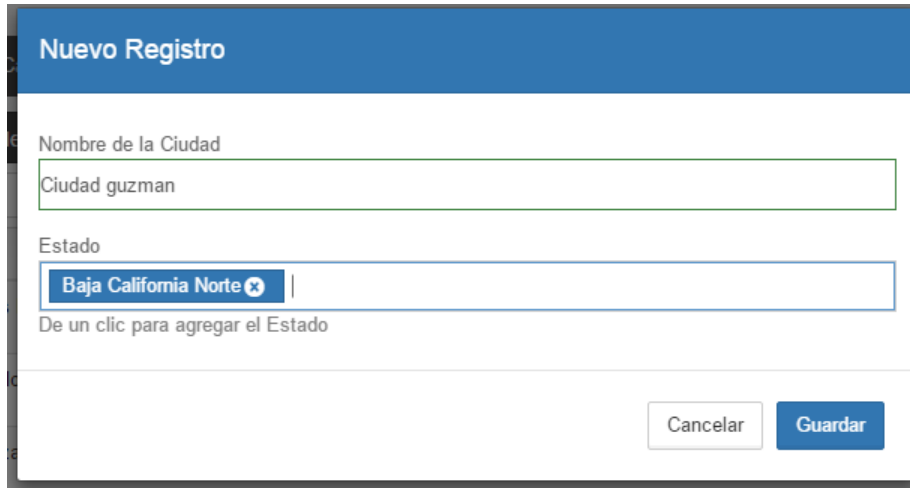 Nuevo Registro
Nombre de la Ciudad
Ciudad guzman
Estado
Baja California Norte
De un clic para agregar el Estado
Cancelar
Guardar